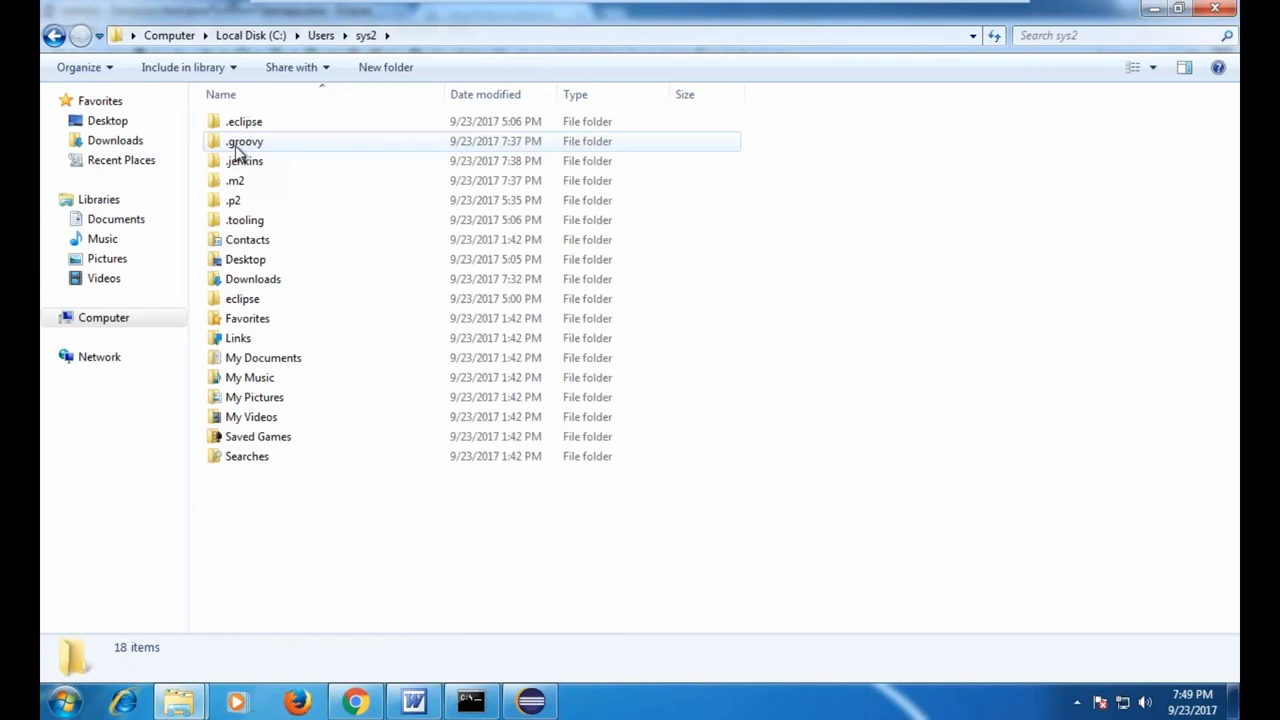 Computer Local Disk (C:) Users sys2 Search sys2
Organize Include in library Share with New folder
Name Date modified Type Size
Favorites
Desktop
Downloads
Recent Places
Libraries
Documents
Music
Pictures
Videos
Computer
Network
.eclipse 9/23/2017 5:06 PM File folder
.groovy 9/23/2017 7:37 PM File folder
.jenkins 9/23/2017 7:38 PM File folder
.m2 9/23/2017 7:37 PM File folder
.p2 9/23/2017 5:35 PM File folder
.tooling 9/23/2017 5:06 PM File folder
Contacts 9/23/2017 1:42 PM File folder
Desktop 9/23/2017 5:05 PM File folder
Downloads 9/23/2017 7:32 PM File folder
eclipse 9/23/2017 5:00 PM File folder
Favorites 9/23/2017 1:42 PM File folder
Links 9/23/2017 1:42 PM File folder
My Documents 9/23/2017 1:42 PM File folder
My Music 9/23/2017 1:42 PM File folder
My Pictures 9/23/2017 1:42 PM File folder
My Videos 9/23/2017 1:42 PM File folder
Saved Games 9/23/2017 1:42 PM File folder
Searches 9/23/2017 1:42 PM File folder
18 items
7:49 PM
9/23/2017